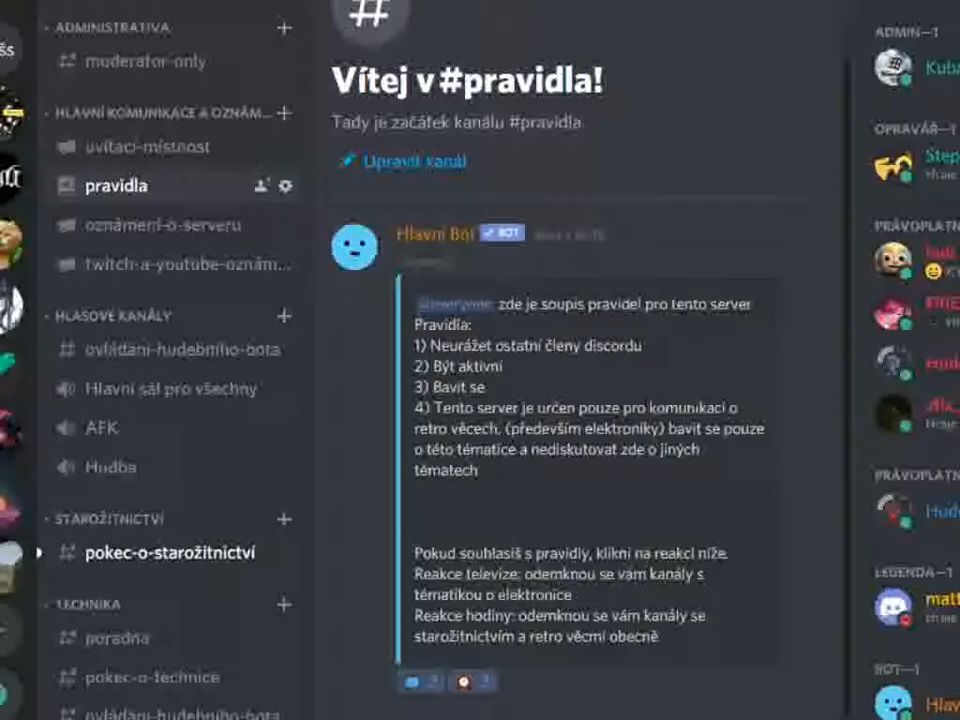 ADMINISTRATIVA
moderator-only
HLAVNÍ KOMUNIKACE A OZNÁM...
uvítací-místnost
pravidla
oznámení-o-serveru
twitch-a-youtube-oznám...
HLASOVÉ KANÁLY
ovládání-hudebního-bota
Hlavní sál pro všechny
AFK
Hudba
STAROŽITNICTVÍ
pokec-o-starožitnictví
TECHNIKA
poradna
pokec-o-technice
ovládání-hudebního-bota
Vítej v #pravidla!
Tady je začátek kanálu #pravidla.
Upravit kanál
Hlavní Bot BOT
@everyone zde je soupis pravidel pro tento server
Pravidla:
1) Neurážet ostatní členy discordu
2) Být aktivní
3) Bavit se
4) Tento server je určen pouze pro komunikaci o
retro věcech. (především elektroniky) bavit se pouze
o této tématice a nediskutovat zde o jiných
tématech
Pokud souhlasíš s pravidly, klikni na reakci níže.
Reakce televize: odemknou se vám kanály s
tématikou o elektronice
Reakce hodiny: odemknou se vám kanály se
starožitnictvím a retro věcmi obecně
ADMIN—1
Kuba
OPRAVÁŘ—1
Step
PRÁVOPLATN
PRÁVOPLATN
LEGENDA—1
matt
BOT—1
Hlav